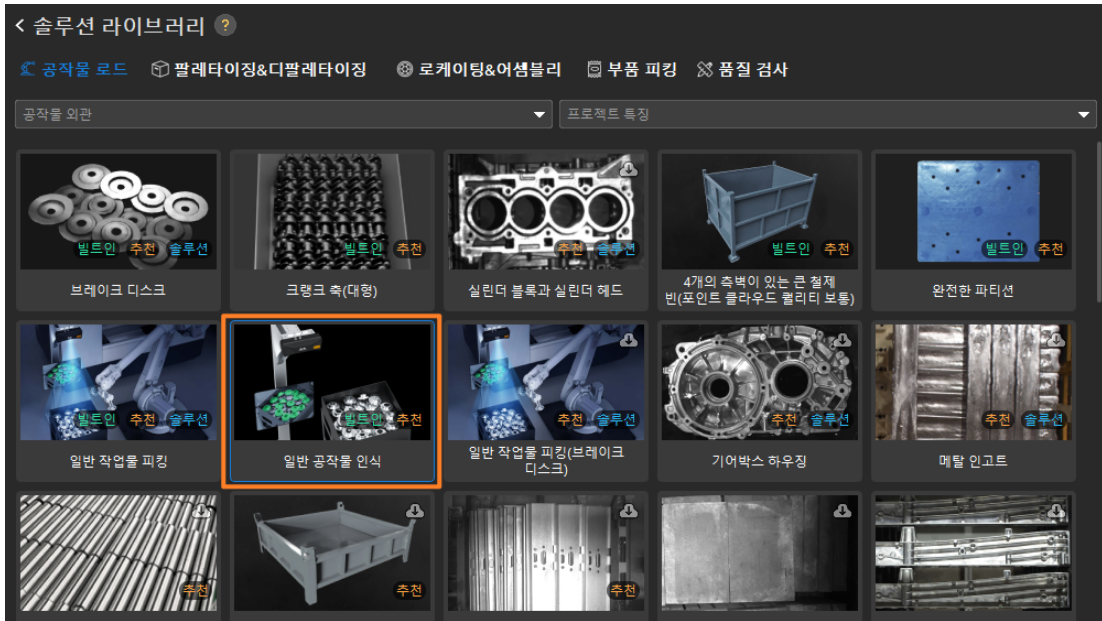 < 솔루션 라이브러리 ?
공작물 로드 팔레타이징&디팔레타이징 로케이팅&어셈블리 부품 피킹 품질 검사
공작물 외관 프로젝트 특징
빌트인 추천 솔루션 빌트인 추천 추천 솔루션 빌트인 추천 빌트인 추천
브레이크 디스크 크랭크 축(대형) 실린더 블록과 실린더 헤드 4개의 측벽이 있는 큰 철제 완전한 파티션
빈(포인트 클라우드 퀄리티 보통)
빌트인 추천 솔루션 빌트인 추천 추천 솔루션 추천 솔루션 추천 솔루션
일반 작업물 피킹 일반 공작물 인식 일반 작업물 피킹(브레이크 기어박스 하우징 메탈 인고트
디스크)
추천 추천 추천